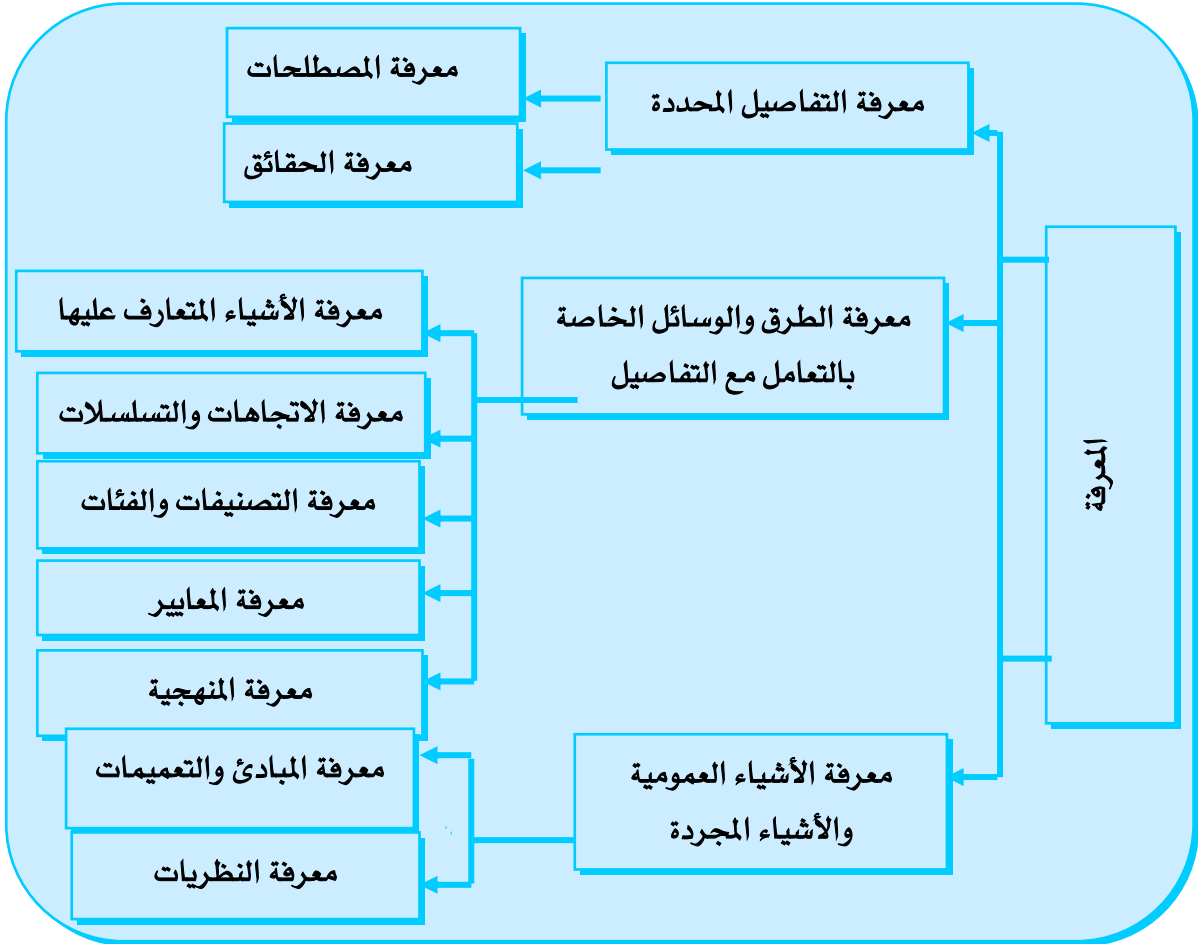 المعرفة
معرفة التفاصيل المحددة
معرفة المصطلحات
معرفة الحقائق
معرفة الطرق والوسائل الخاصة
بالتعامل مع التفاصيل
معرفة الأشياء المتعارف عليها
معرفة الاتجاهات والتسلسلات
معرفة التصنيفات والفئات
معرفة المعايير
معرفة المنهجية
معرفة الأشياء العمومية
والأشياء المجردة
معرفة المبادئ والتعميمات
معرفة النظريات